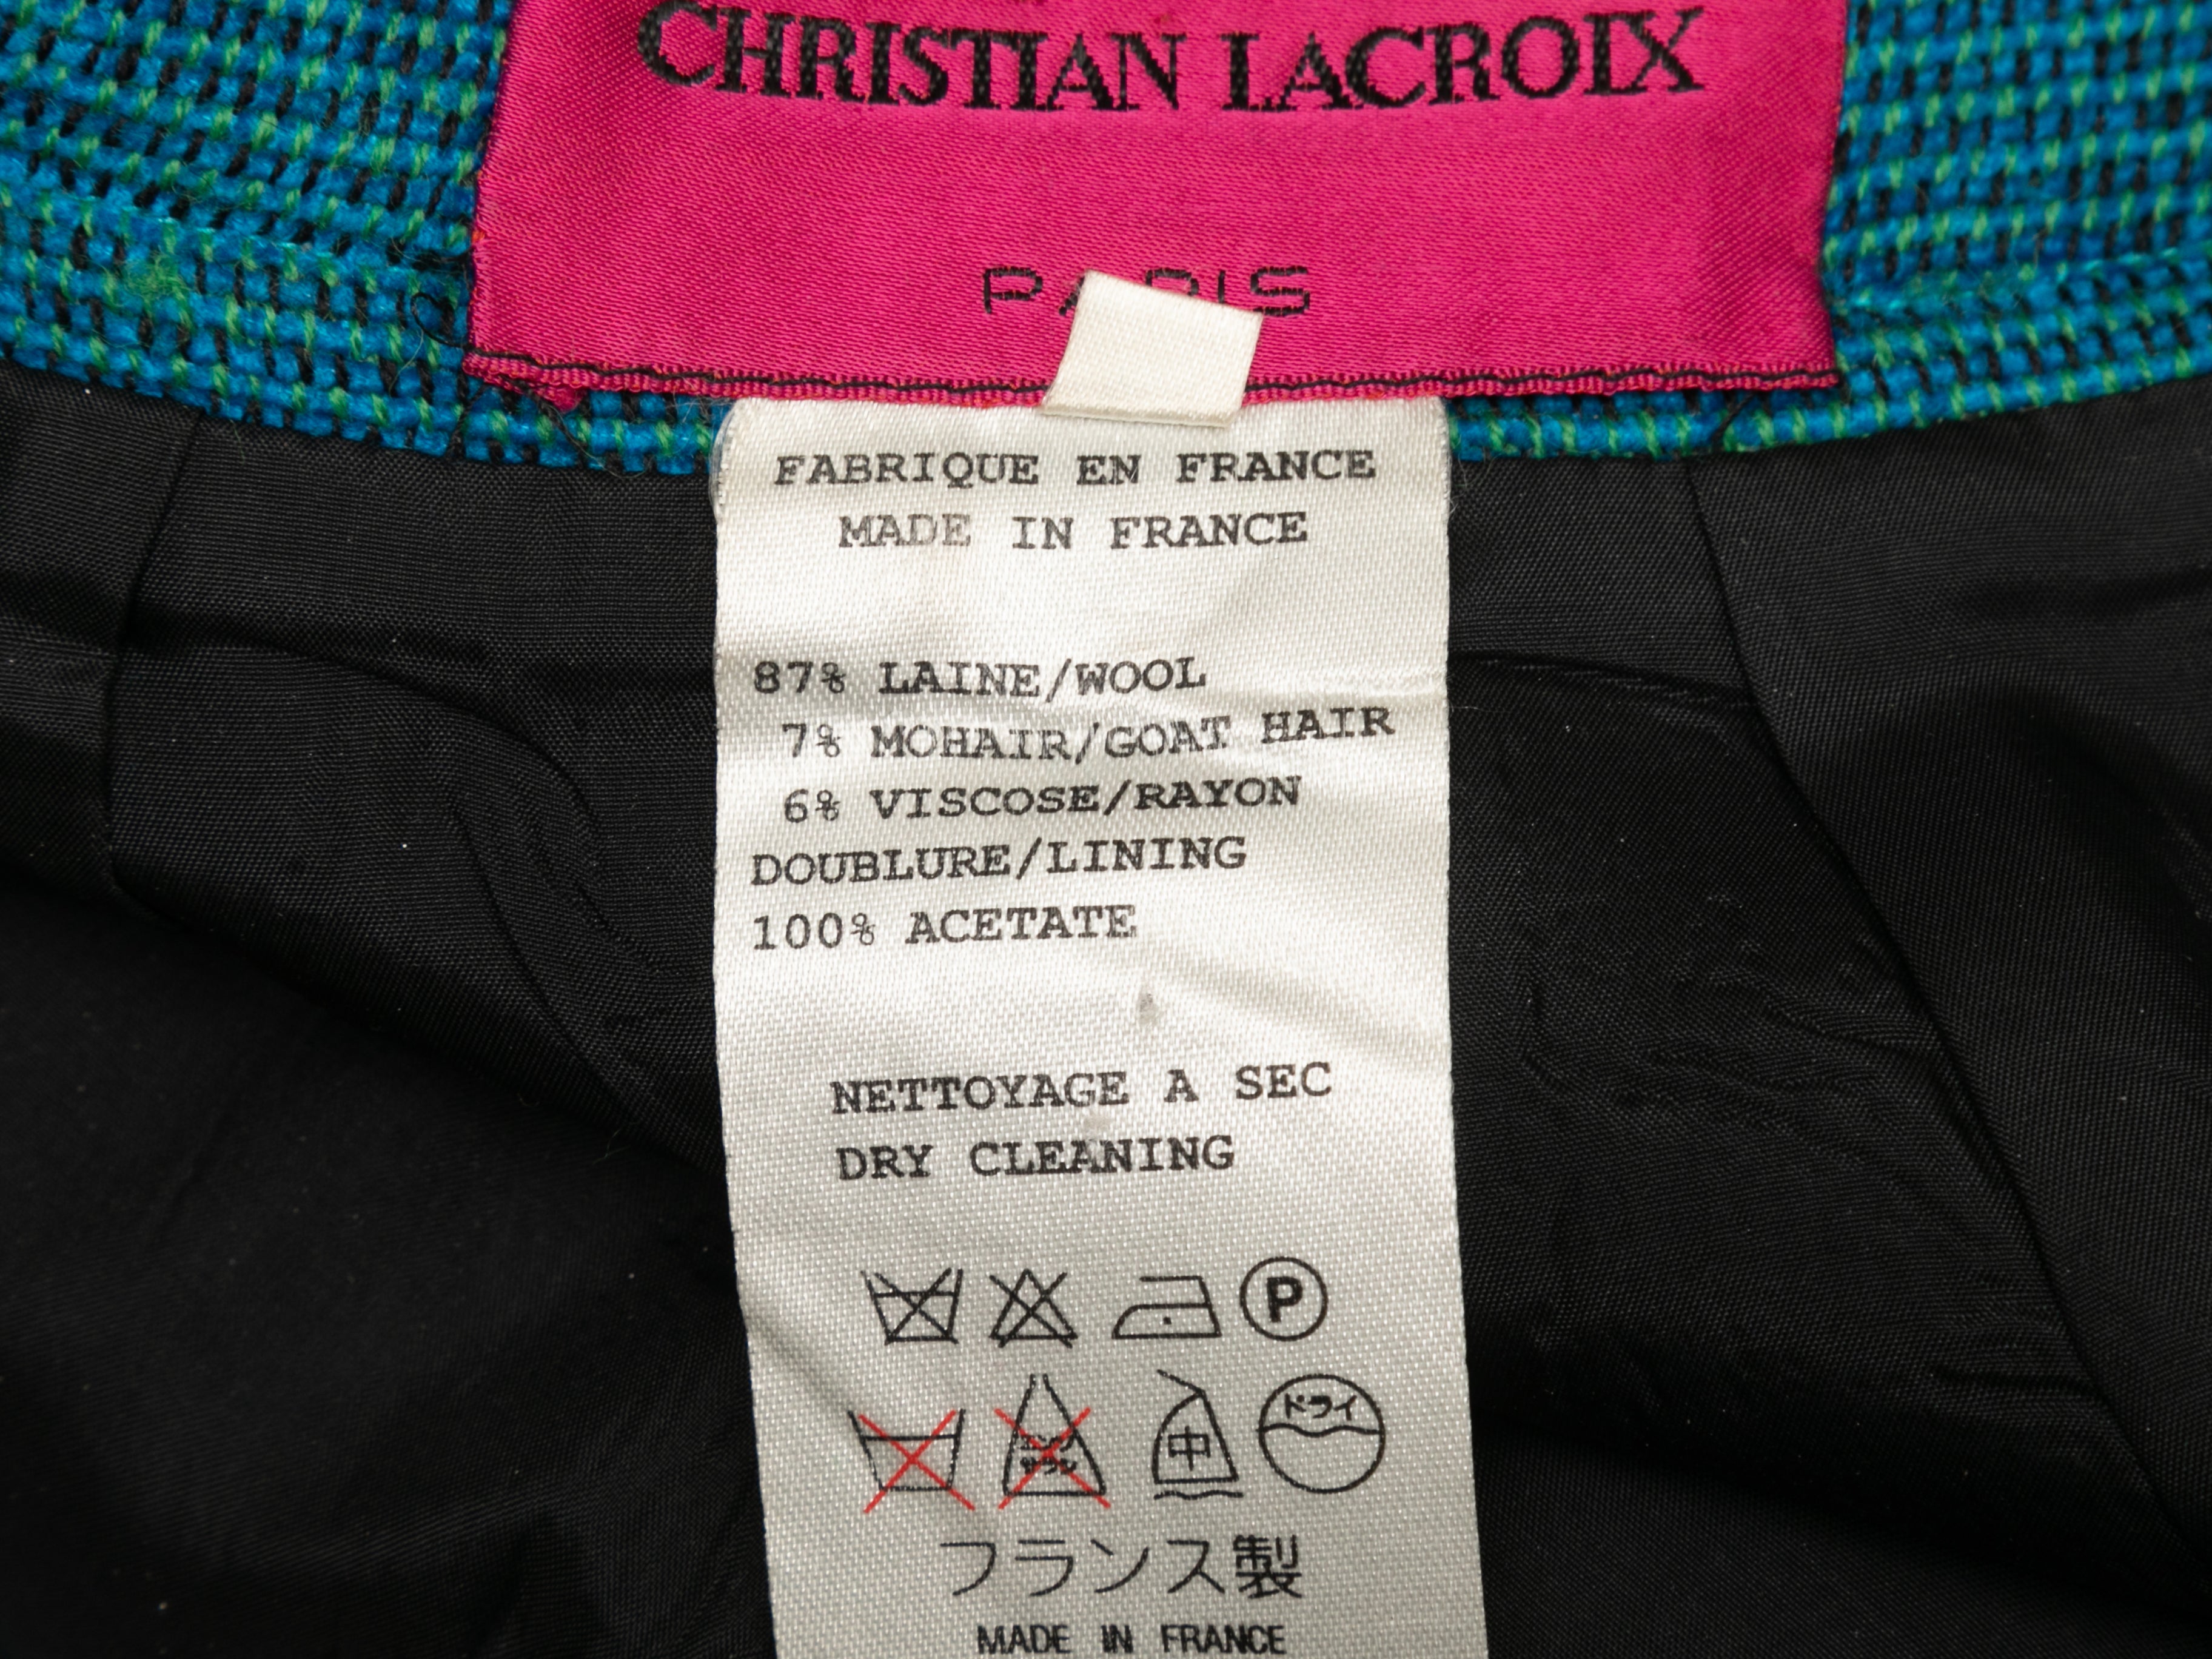 CHRISTIAN LACROIX
PARIS
FABRIQUE EN FRANCE
MADE IN FRANCE
87% LAINE/WOOL
7% MOHAIR/GOAT HAIR
6% VISCOSE/RAYON
DOUBLURE/LINING
100% ACETATE
NETTOYAGE A SEC
DRY CLEANING
P
中 ドライ
フランス製
MADE IN FRANCE